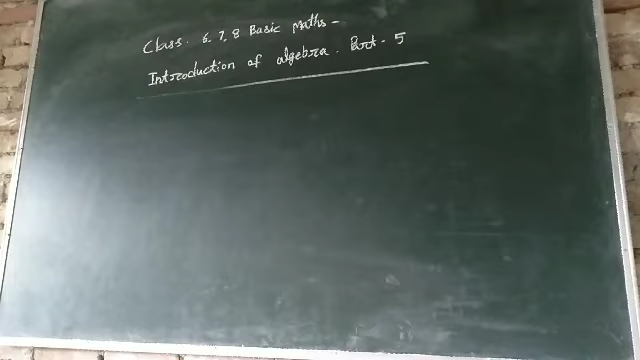 Class. 6, 7, 8 Basic maths -
Introduction of algebra. Part - 5